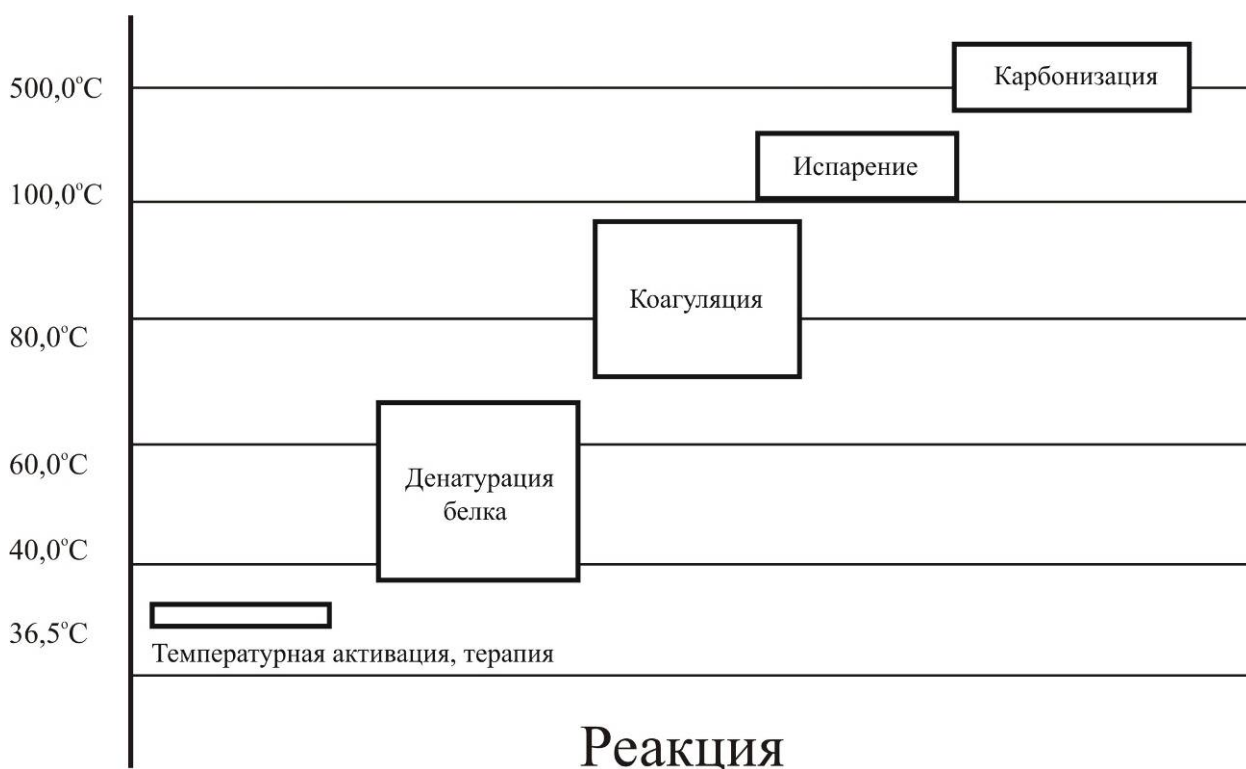 500,0°C
Карбонизация
Испарение
100,0°C
Коагуляция
80,0°C
60,0°C
Денатурация
белка
40,0°C
36,5°C
Температурная активация, терапия
Реакция